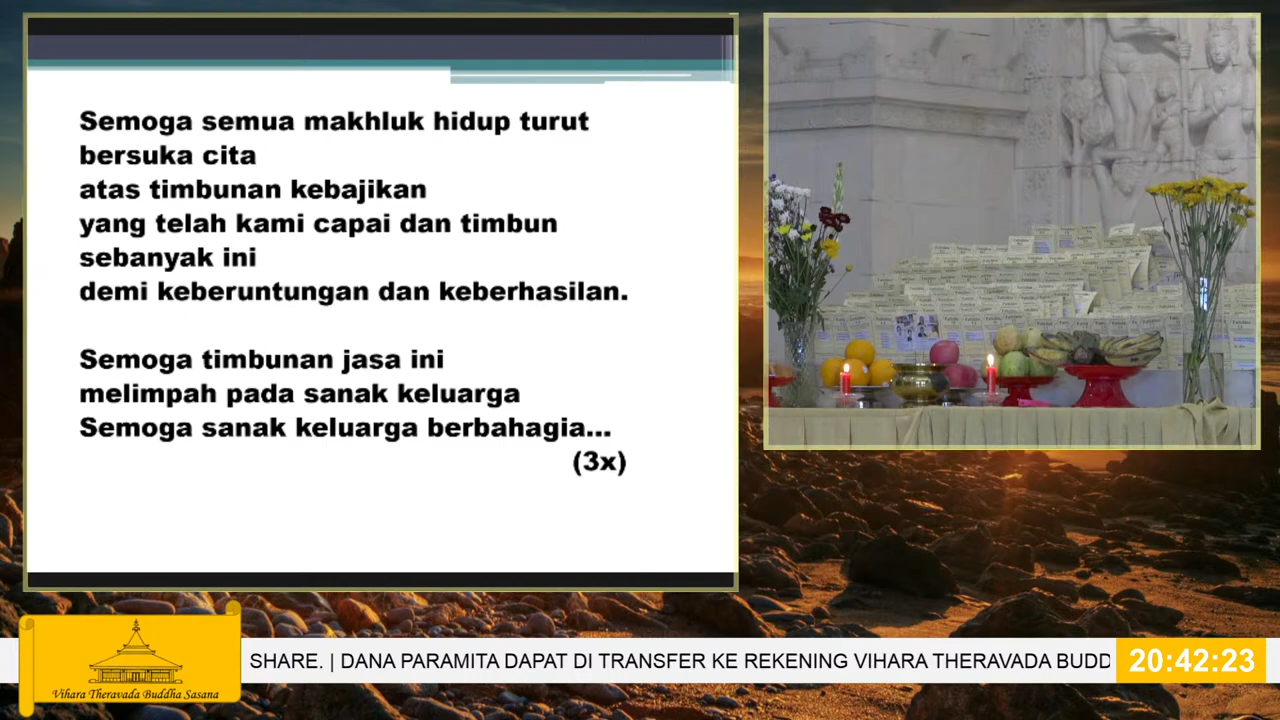 Semoga semua makhluk hidup turut
bersuka cita
atas timbunan kebajikan
yang telah kami capai dan timbun
sebanyak ini
demi keberuntungan dan keberhasilan.
Semoga timbunan jasa ini
melimpah pada sanak keluarga
Semoga sanak keluarga berbahagia...
(3x)
Vihara Theravada Buddha Sasana
SHARE. | DANA PARAMITA DAPAT DI TRANSFER KE REKENING VIHARA THERAVADA BUDD
20:42:23